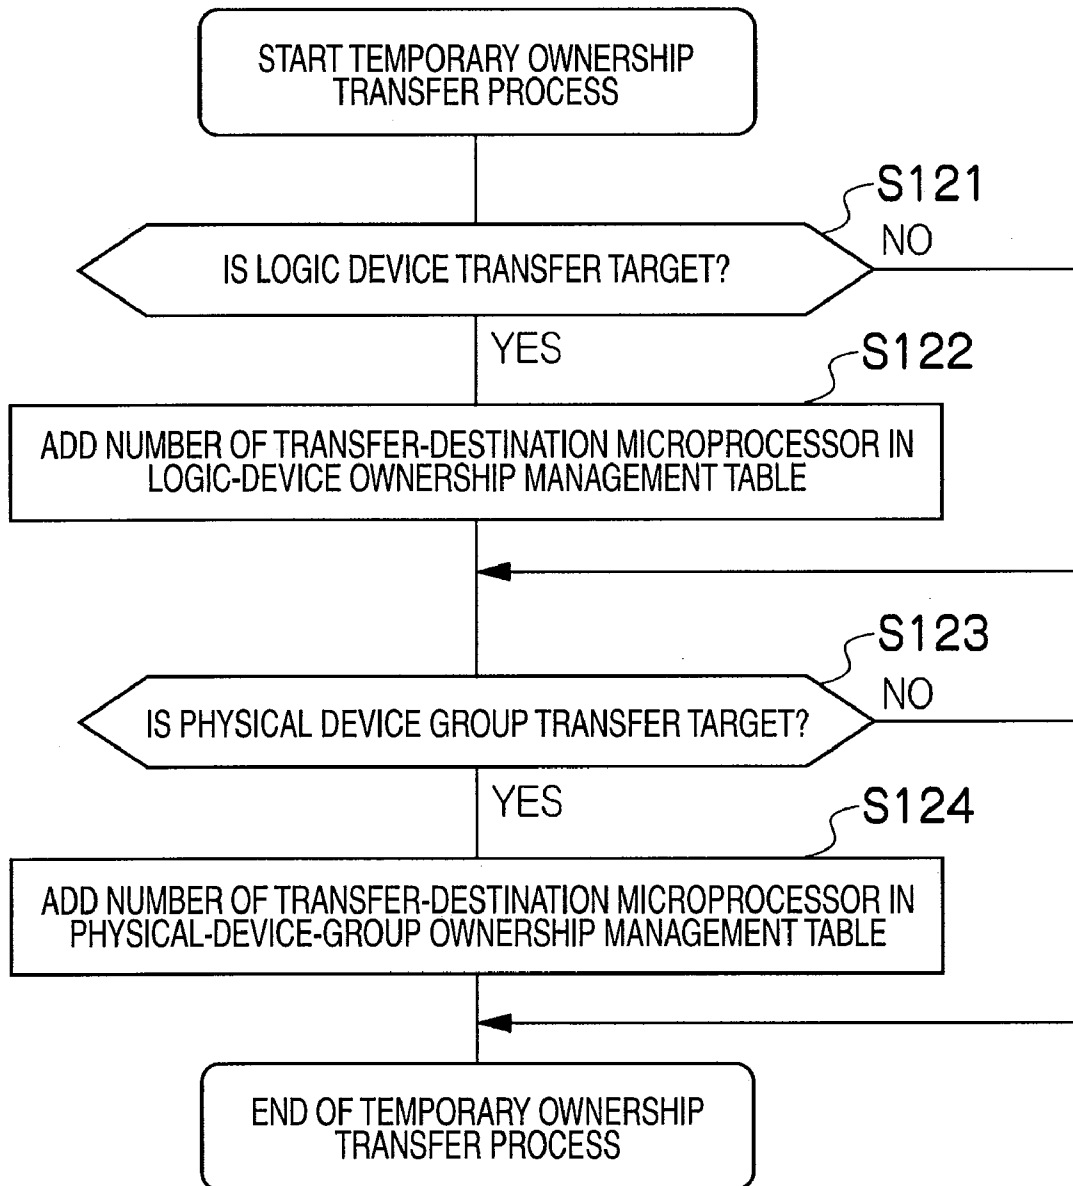 START TEMPORARY OWNERSHIP
TRANSFER PROCESS
S121
IS LOGIC DEVICE TRANSFER TARGET?
NO
YES
S122
ADD NUMBER OF TRANSFER-DESTINATION MICROPROCESSOR IN
LOGIC-DEVICE OWNERSHIP MANAGEMENT TABLE
S123
IS PHYSICAL DEVICE GROUP TRANSFER TARGET?
NO
YES
S124
ADD NUMBER OF TRANSFER-DESTINATION MICROPROCESSOR IN
PHYSICAL-DEVICE-GROUP OWNERSHIP MANAGEMENT TABLE
END OF TEMPORARY OWNERSHIP
TRANSFER PROCESS